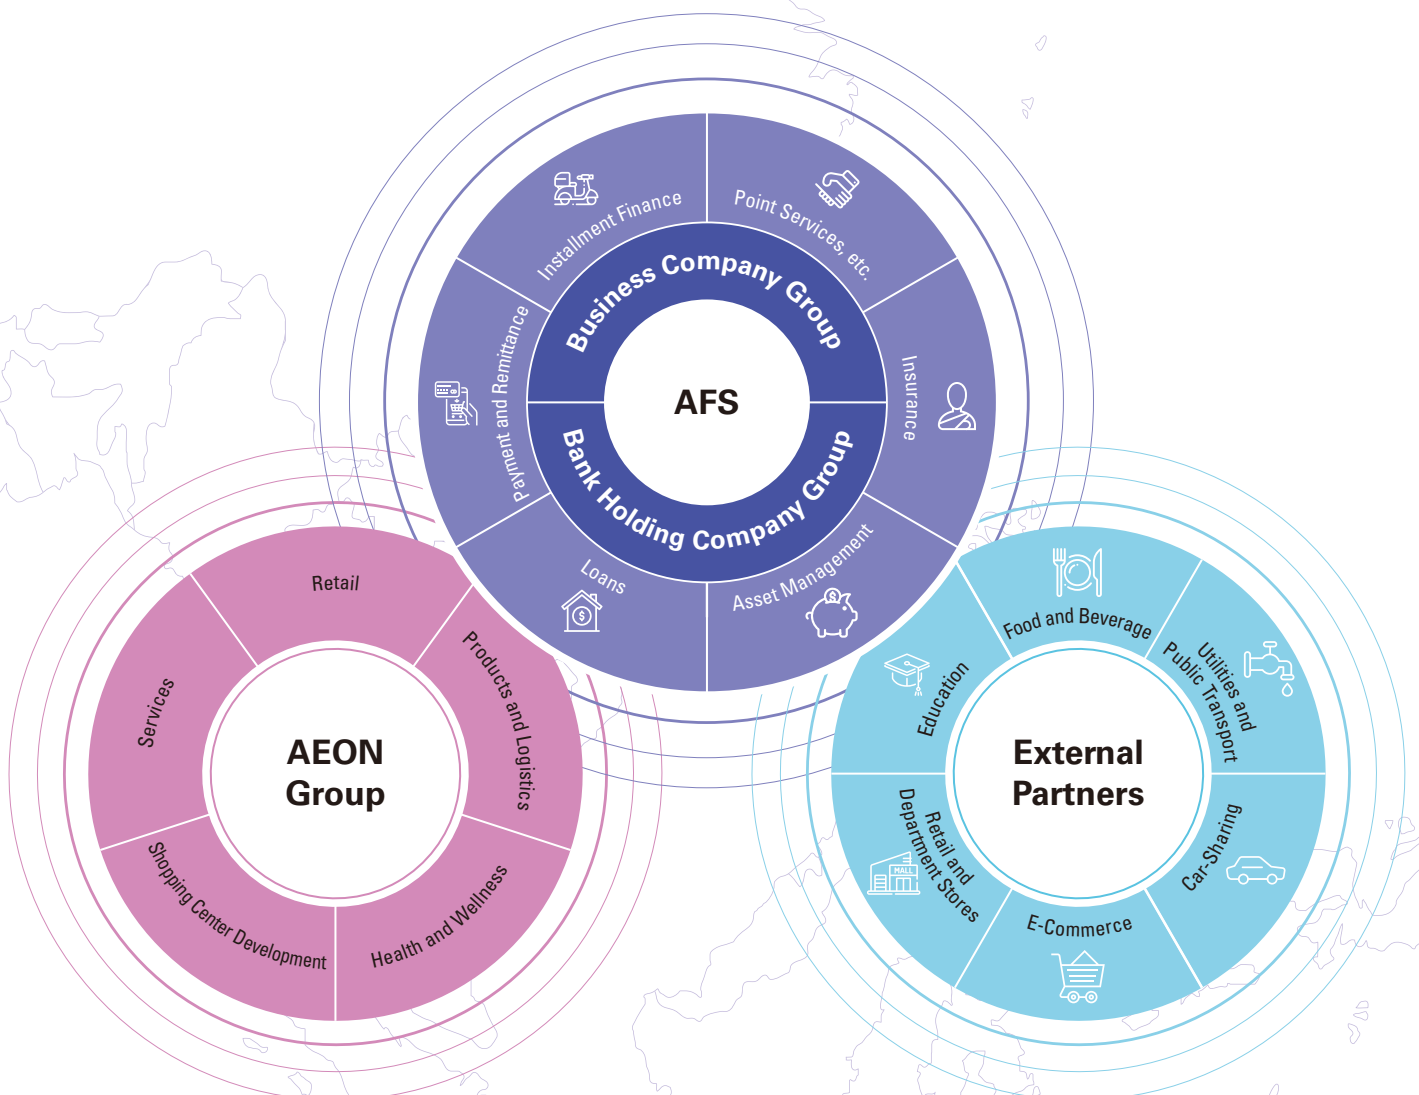 Installment Finance
Point Services, etc.
Business Company Group
Payment and Remittance
AFS
Insurance
Bank Holding Company Group
Loans
Asset Management
Retail
Products and Logistics
Services
AEON
Group
Shopping Center Development
Health and Wellness
Food and Beverage
Utilities and
Public Transport
Education
External
Partners
Retail and
Department Stores
MALL
Car-Sharing
E-Commerce